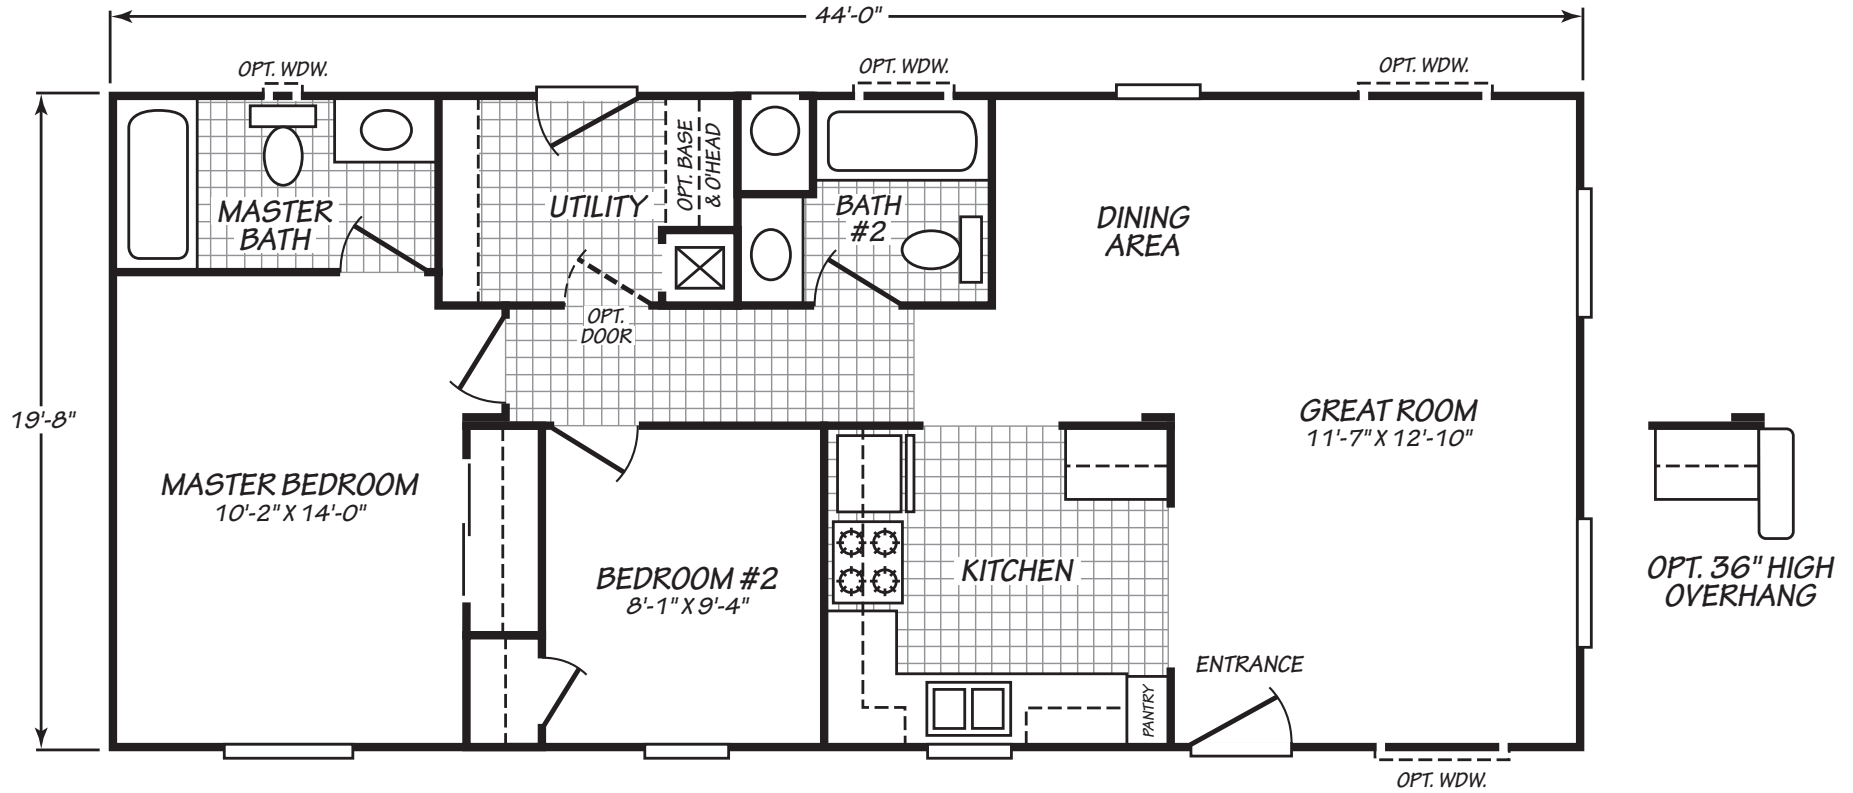 44'-0"
OPT. WDW.
OPT. WDW.
OPT. WDW.
OPT. BASE
& O'HEAD
MASTER
BATH
UTILITY
BATH
#2
DINING
AREA
OPT.
DOOR
19'-8"
GREAT ROOM
11'-7" X 12'-10"
MASTER BEDROOM
10'-2" X 14'-0"
BEDROOM #2
8'-1" X 9'-4"
KITCHEN
OPT. 36" HIGH
OVERHANG
ENTRANCE
PANTRY
OPT. WDW.